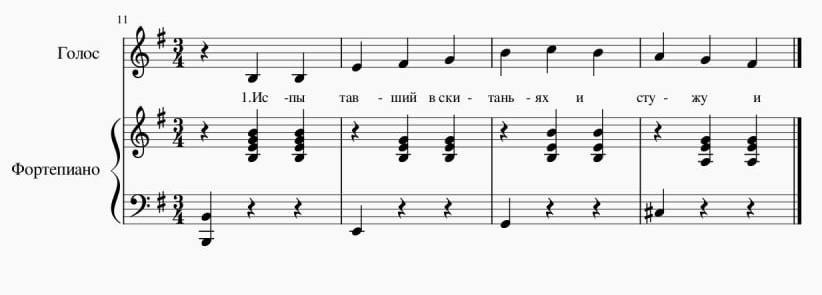 11
Голос
1.Ис -пы тав - ший в ски - тань - ях и сту - жу и
Фортепиано